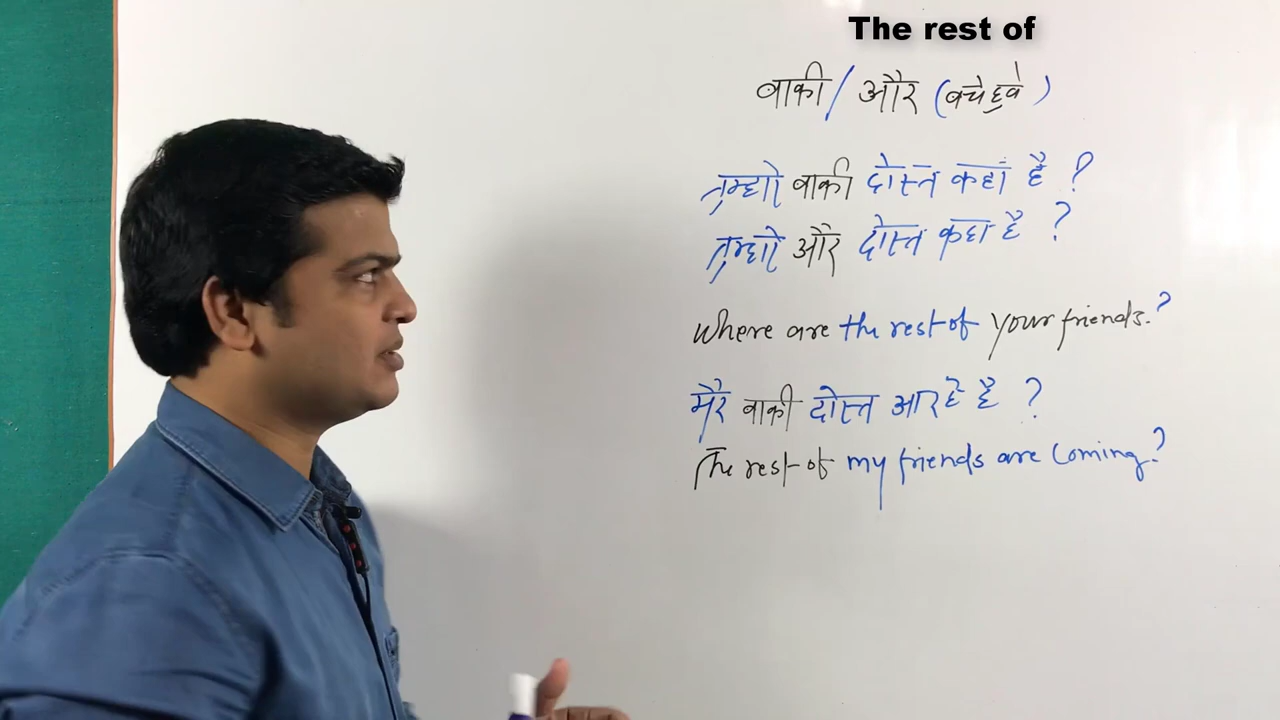 The rest of
बाकी / और (बचे हुवे)
तुम्हारे बाकी दोस्त कहाँ है ?
तुम्हारे और दोस्त कहा है ?
Where are the rest of your friends.?
मेरे बाकी दोस्त आ रहे है ?
The rest of my friends are coming.?